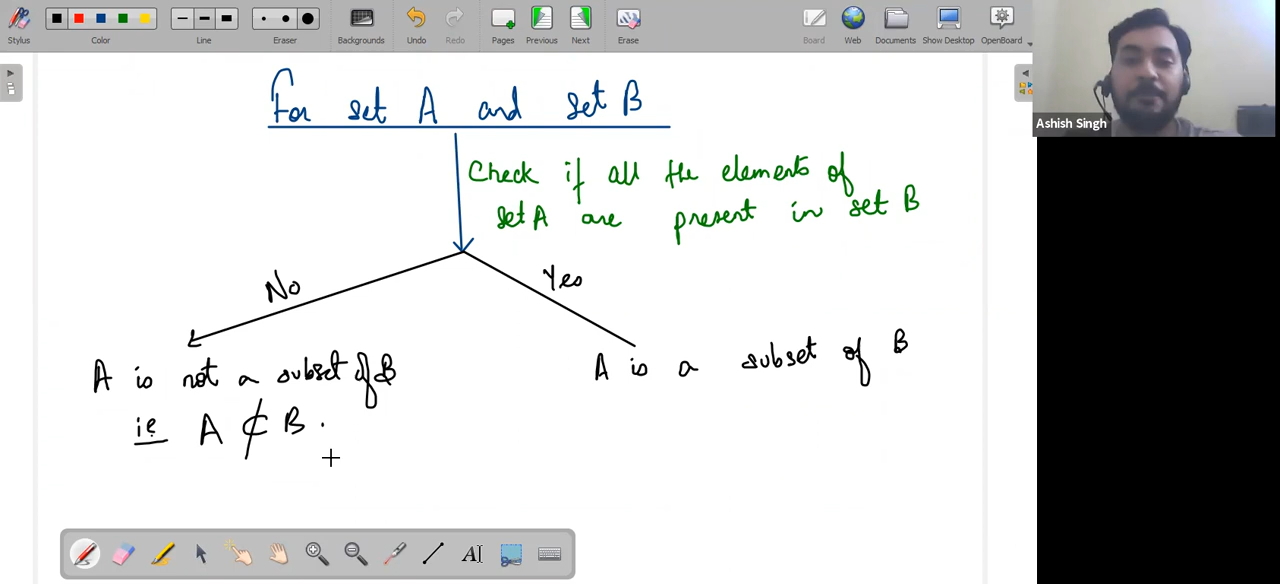 Stylus
Color
Line
Eraser
Backgrounds
Undo
Redo
Pages
Previous
Next
Erase
Board
Web
Documents
Show Desktop
OpenBoard
For set A and set B
Check if all the elements of
set A are present in set B
No
Yes
A is not a subset of B
ie A ⊄ B.
A is a subset of B
Ashish Singh
AI